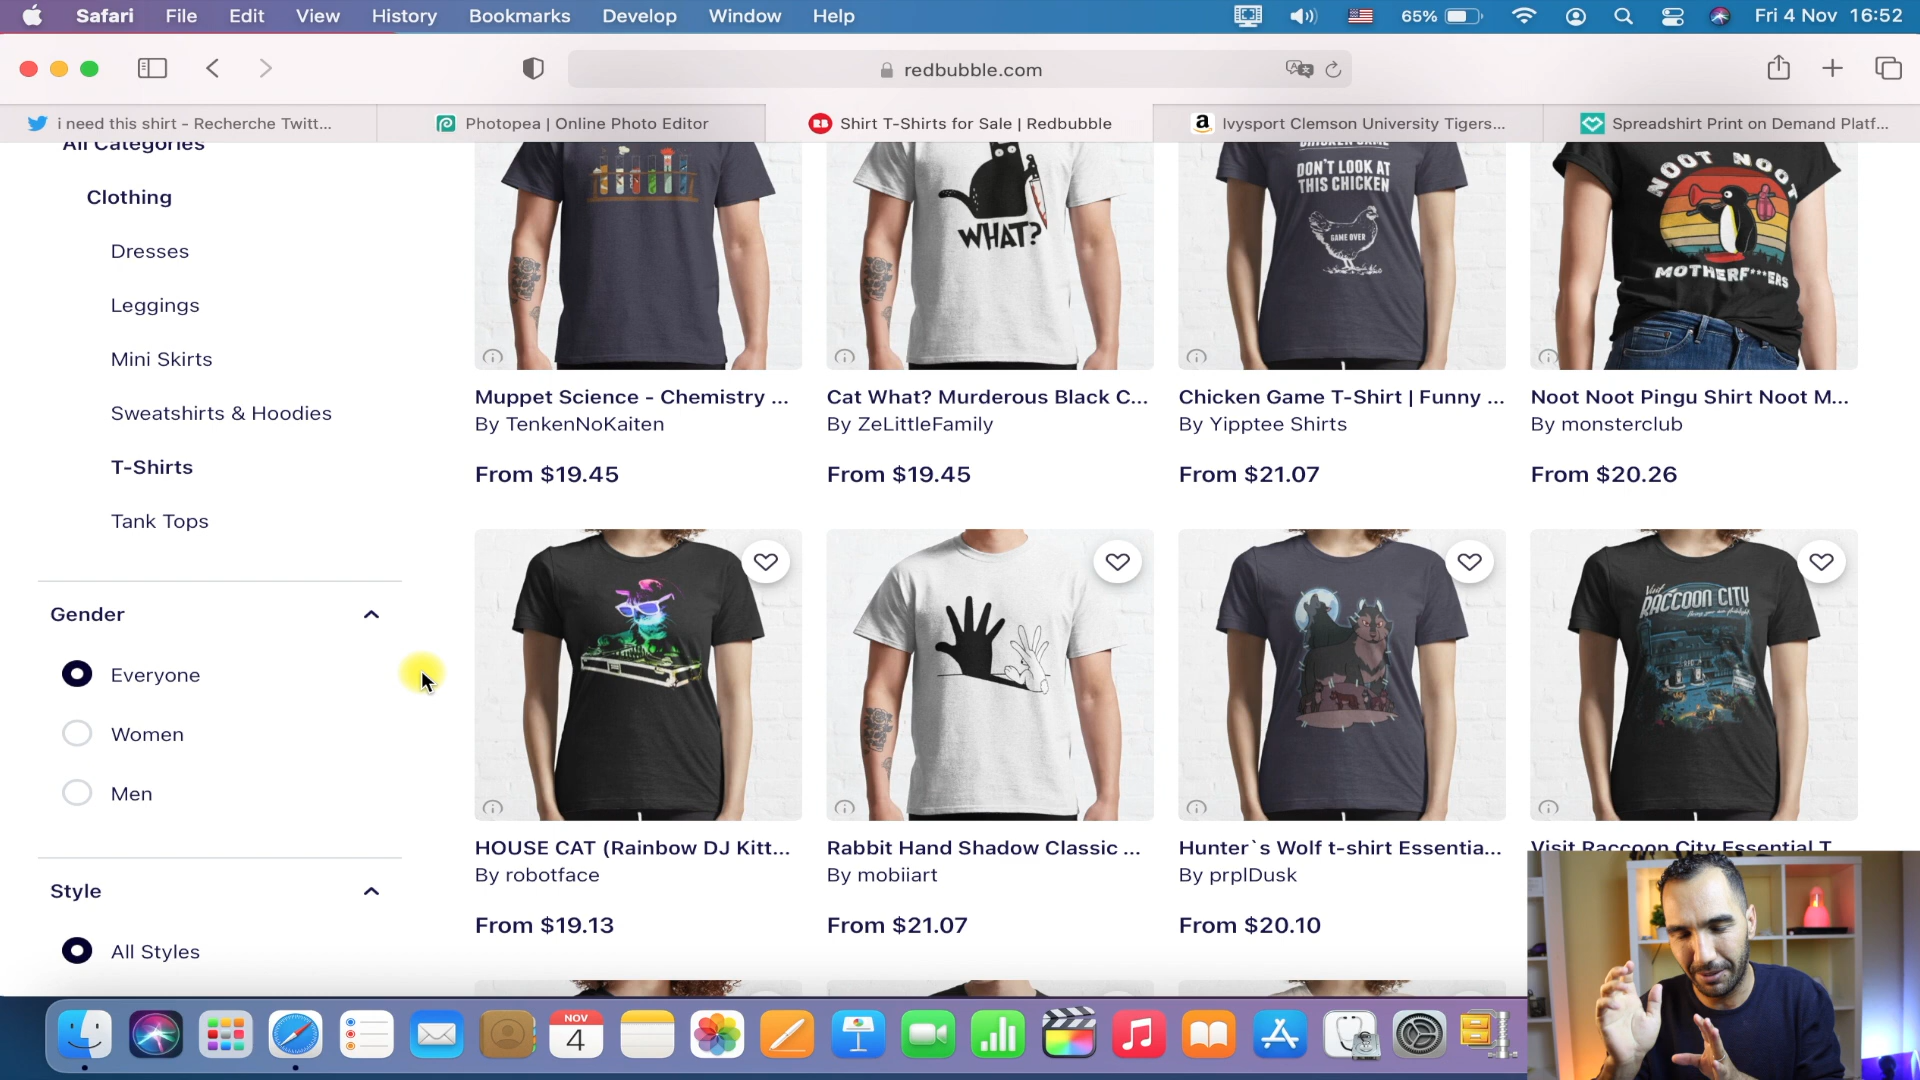 Safari File Edit View History Bookmarks Develop Window Help 65% Fri 4 Nov 16:52
redbubble.com
i need this shirt - Recherche Twitt...
Photopea | Online Photo Editor
Shirt T-Shirts for Sale | Redbubble
Ivysport Clemson University Tigers...
Spreadshirt Print on Demand Platf...
All Categories
Clothing
Dresses
Leggings
Mini Skirts
Sweatshirts & Hoodies
T-Shirts
Tank Tops
Gender
Everyone
Women
Men
Style
All Styles
WHAT?
DON'T LOOK AT
THIS CHICKEN
GAME OVER
NOOT NOOT
MOTHERF***ERS
Muppet Science - Chemistry ...
By TenkenNoKaiten
From $19.45
Cat What? Murderous Black C...
By ZeLittleFamily
From $19.45
Chicken Game T-Shirt | Funny ...
By Yipptee Shirts
From $21.07
Noot Noot Pingu Shirt Noot M...
By monsterclub
From $20.26
Visit
RACCOON CITY
HOUSE CAT (Rainbow DJ Kitt...
By robotface
From $19.13
Rabbit Hand Shadow Classic ...
By mobiiart
From $21.07
Hunter`s Wolf t-shirt Essentia...
By prplDusk
From $20.10
Visit Raccoon City Essential T
NOV
4